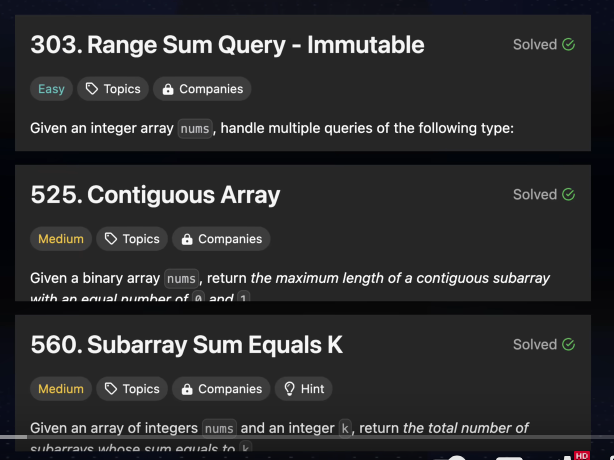 303. Range Sum Query - Immutable
Solved
Easy Topics Companies
Given an integer array nums, handle multiple queries of the following type:
525. Contiguous Array
Solved
Medium Topics Companies
Given a binary array nums, return the maximum length of a contiguous subarray
with an equal number of 0 and 1
560. Subarray Sum Equals K
Solved
Medium Topics Companies Hint
Given an array of integers nums and an integer k, return the total number of
subarrays whose sum equals to k
HD